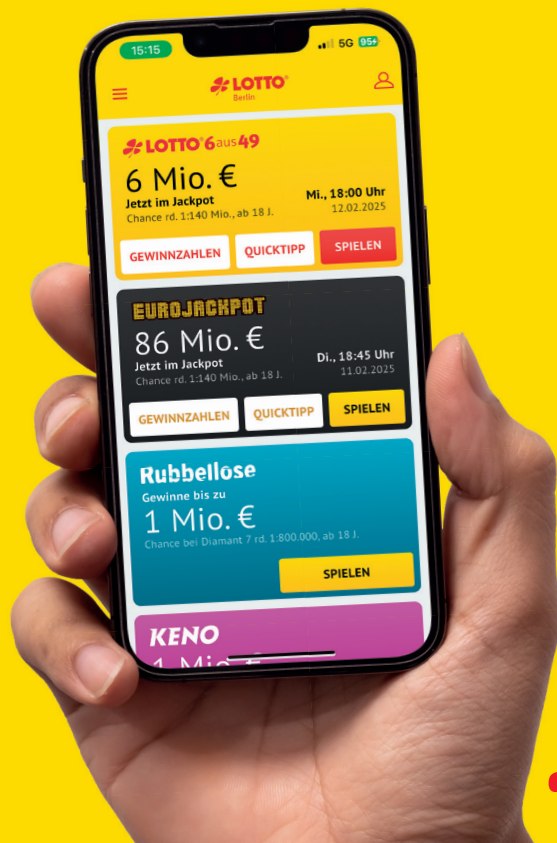 15:15
5G 95+
LOTTO®
Berlin
LOTTO® 6aus49
6 Mio. €
Jetzt im Jackpot
Chance rd. 1:140 Mio., ab 18 J.
Mi., 18:00 Uhr
12.02.2025
GEWINNZAHLEN QUICKTIPP SPIELEN
EUROJACKPOT
86 Mio. €
Jetzt im Jackpot
Chance rd. 1:140 Mio., ab 18 J.
Di., 18:45 Uhr
11.02.2025
GEWINNZAHLEN QUICKTIPP SPIELEN
Rubbellose
Gewinne bis zu
1 Mio. €
Chance bei Diamant 7 rd. 1:800.000, ab 18 J.
SPIELEN
KENO
1 Mio. €